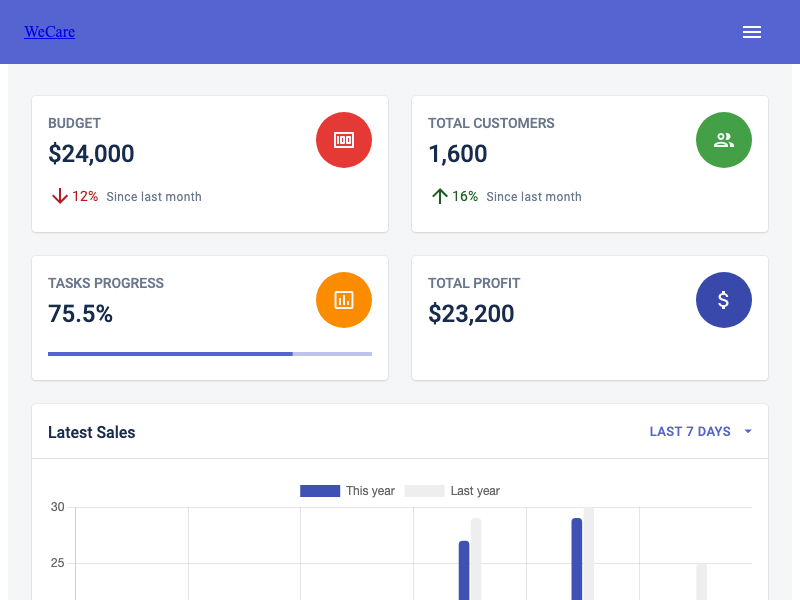 WeCare
BUDGET
$24,000
12% Since last month
TOTAL CUSTOMERS
1,600
16% Since last month
TASKS PROGRESS
75.5%
TOTAL PROFIT
$23,200
$
Latest Sales
LAST 7 DAYS
This year Last year
30
25